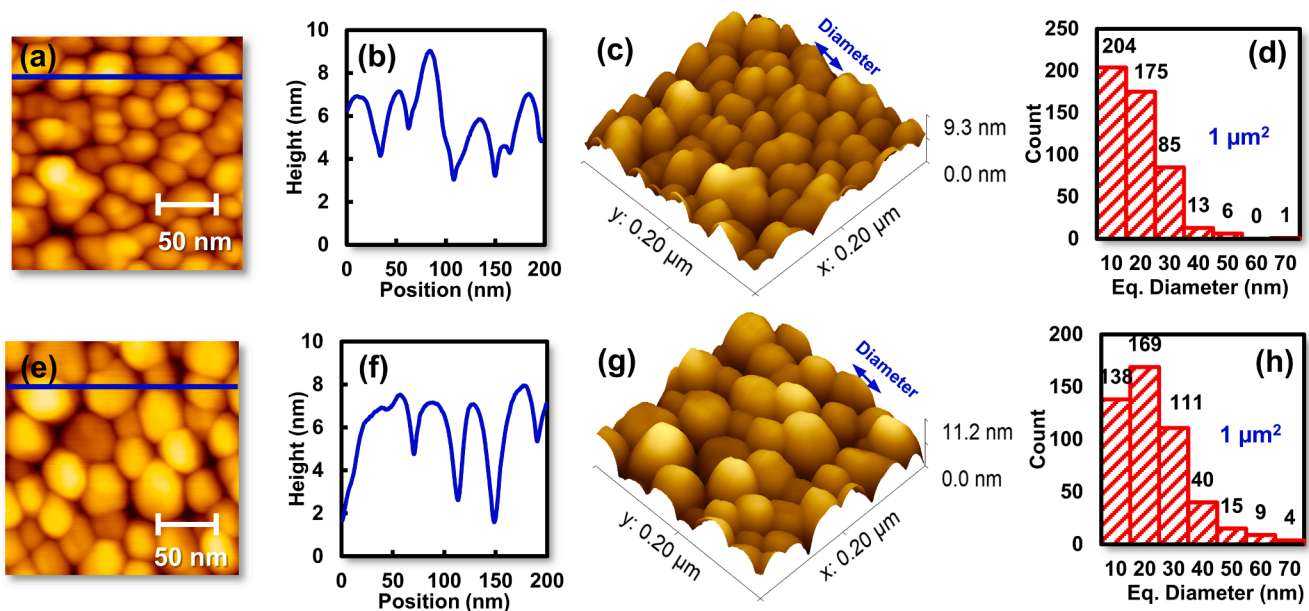 (a)
50 nm
(b)
10
8
6
4
2
0
Height (nm)
0 50 100 150 200
Position (nm)
(c)
Diameter
9.3 nm
0.0 nm
y: 0.20 µm
x: 0.20 µm
(d)
204
175
85
13
6
0
1
1 µm²
250
200
150
100
50
0
Count
10 20 30 40 50 60 70
Eq. Diameter (nm)
(e)
50 nm
(f)
10
8
6
4
2
0
Height (nm)
0 50 100 150 200
Position (nm)
(g)
Diameter
11.2 nm
0.0 nm
y: 0.20 µm
x: 0.20 µm
(h)
138
169
111
40
15
9
4
1 µm²
200
150
100
50
0
Count
10 20 30 40 50 60 70
Eq. Diameter (nm)